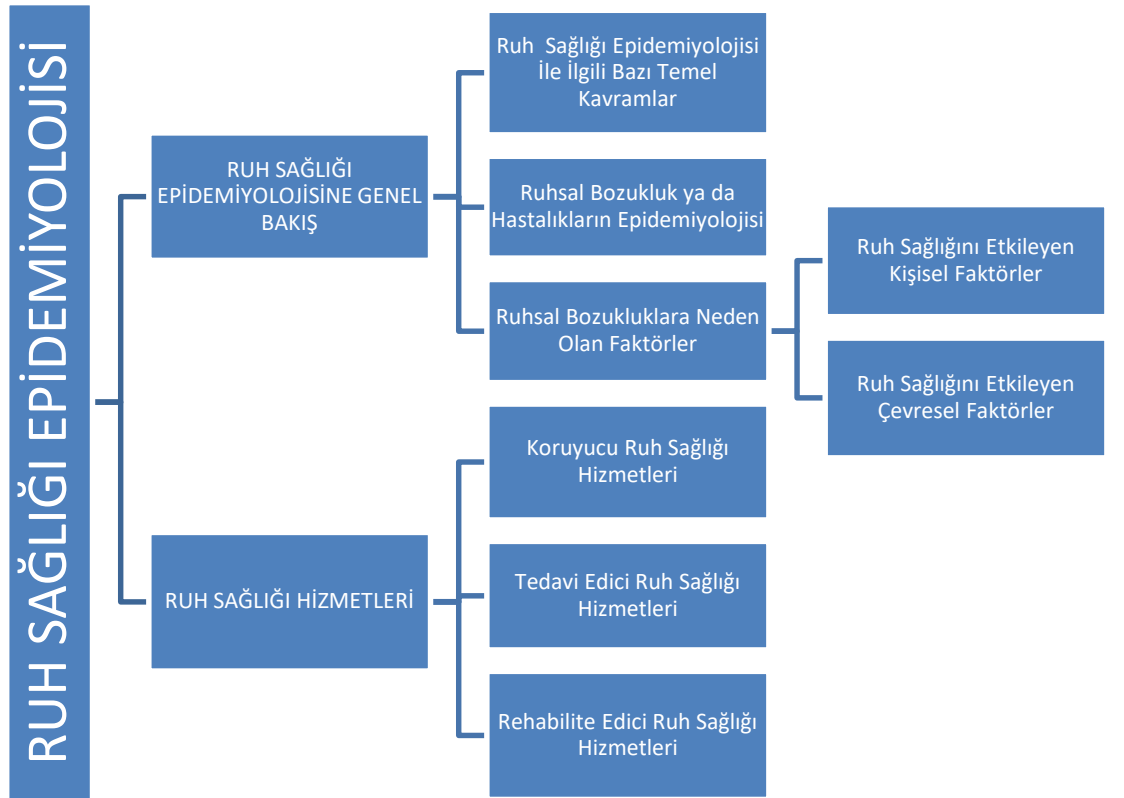 RUH SAĞLIĞI EPİDEMİYOLOJİSİ
RUH SAĞLIĞI
EPİDEMİYOLOJİSİNE GENEL
BAKIŞ
Ruh Sağlığı Epidemiyolojisi
İle İlgili Bazı Temel
Kavramlar
Ruhsal Bozukluk ya da
Hastalıkların Epidemiyolojisi
Ruhsal Bozukluklara Neden
Olan Faktörler
Ruh Sağlığını Etkileyen
Kişisel Faktörler
Ruh Sağlığını Etkileyen
Çevresel Faktörler
RUH SAĞLIĞI HİZMETLERİ
Koruyucu Ruh Sağlığı
Hizmetleri
Tedavi Edici Ruh Sağlığı
Hizmetleri
Rehabilite Edici Ruh Sağlığı
Hizmetleri